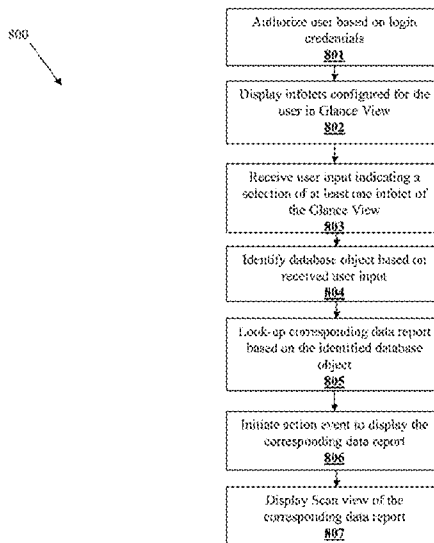 800
Authorize user based on login
credentials
801
Display infolets configured for the
user in Glance View
802
Receive user input indicating a
selection of at least one infolet of
the Glance View
803
Identify database object based on
received user input
804
Look-up corresponding data report
based on the identified database
object
805
Initiate action event to display the
corresponding data report
806
Display Scan view of the
corresponding data report
807